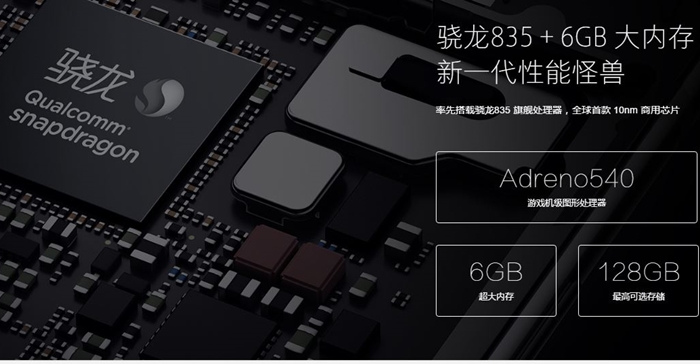 骁龙
Qualcomm®
snapdragon
骁龙835 + 6GB 大内存
新一代性能怪兽
率先搭载骁龙835 旗舰处理器，全球首款 10nm 商用芯片
Adreno540
游戏机级图形处理器
6GB
超大内存
128GB
最高可选存储